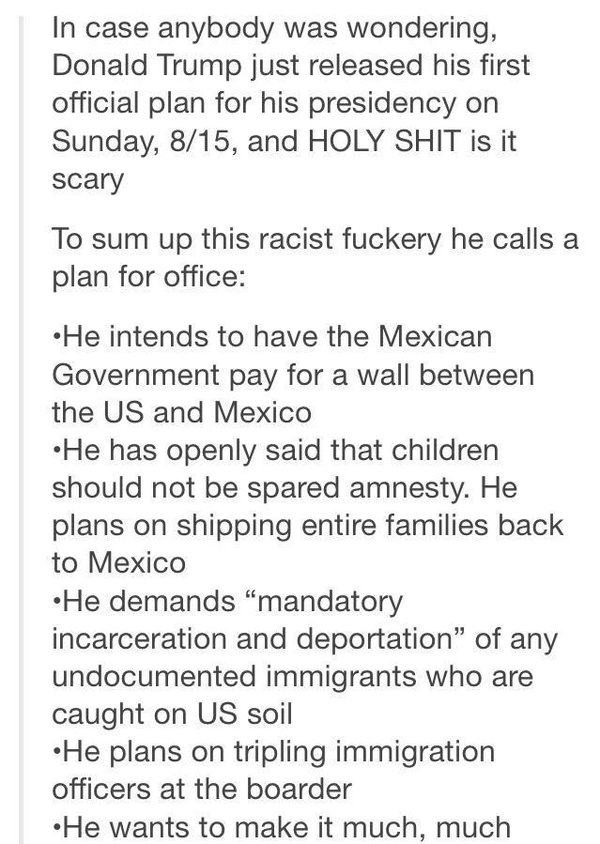 In case anybody was wondering,
Donald Trump just released his first
official plan for his presidency on
Sunday, 8/15, and HOLY SHIT is it
scary
To sum up this racist fuckery he calls a
plan for office:
•He intends to have the Mexican
Government pay for a wall between
the US and Mexico
•He has openly said that children
should not be spared amnesty. He
plans on shipping entire families back
to Mexico
•He demands “mandatory
incarceration and deportation” of any
undocumented immigrants who are
caught on US soil
•He plans on tripling immigration
officers at the boarder
•He wants to make it much, much